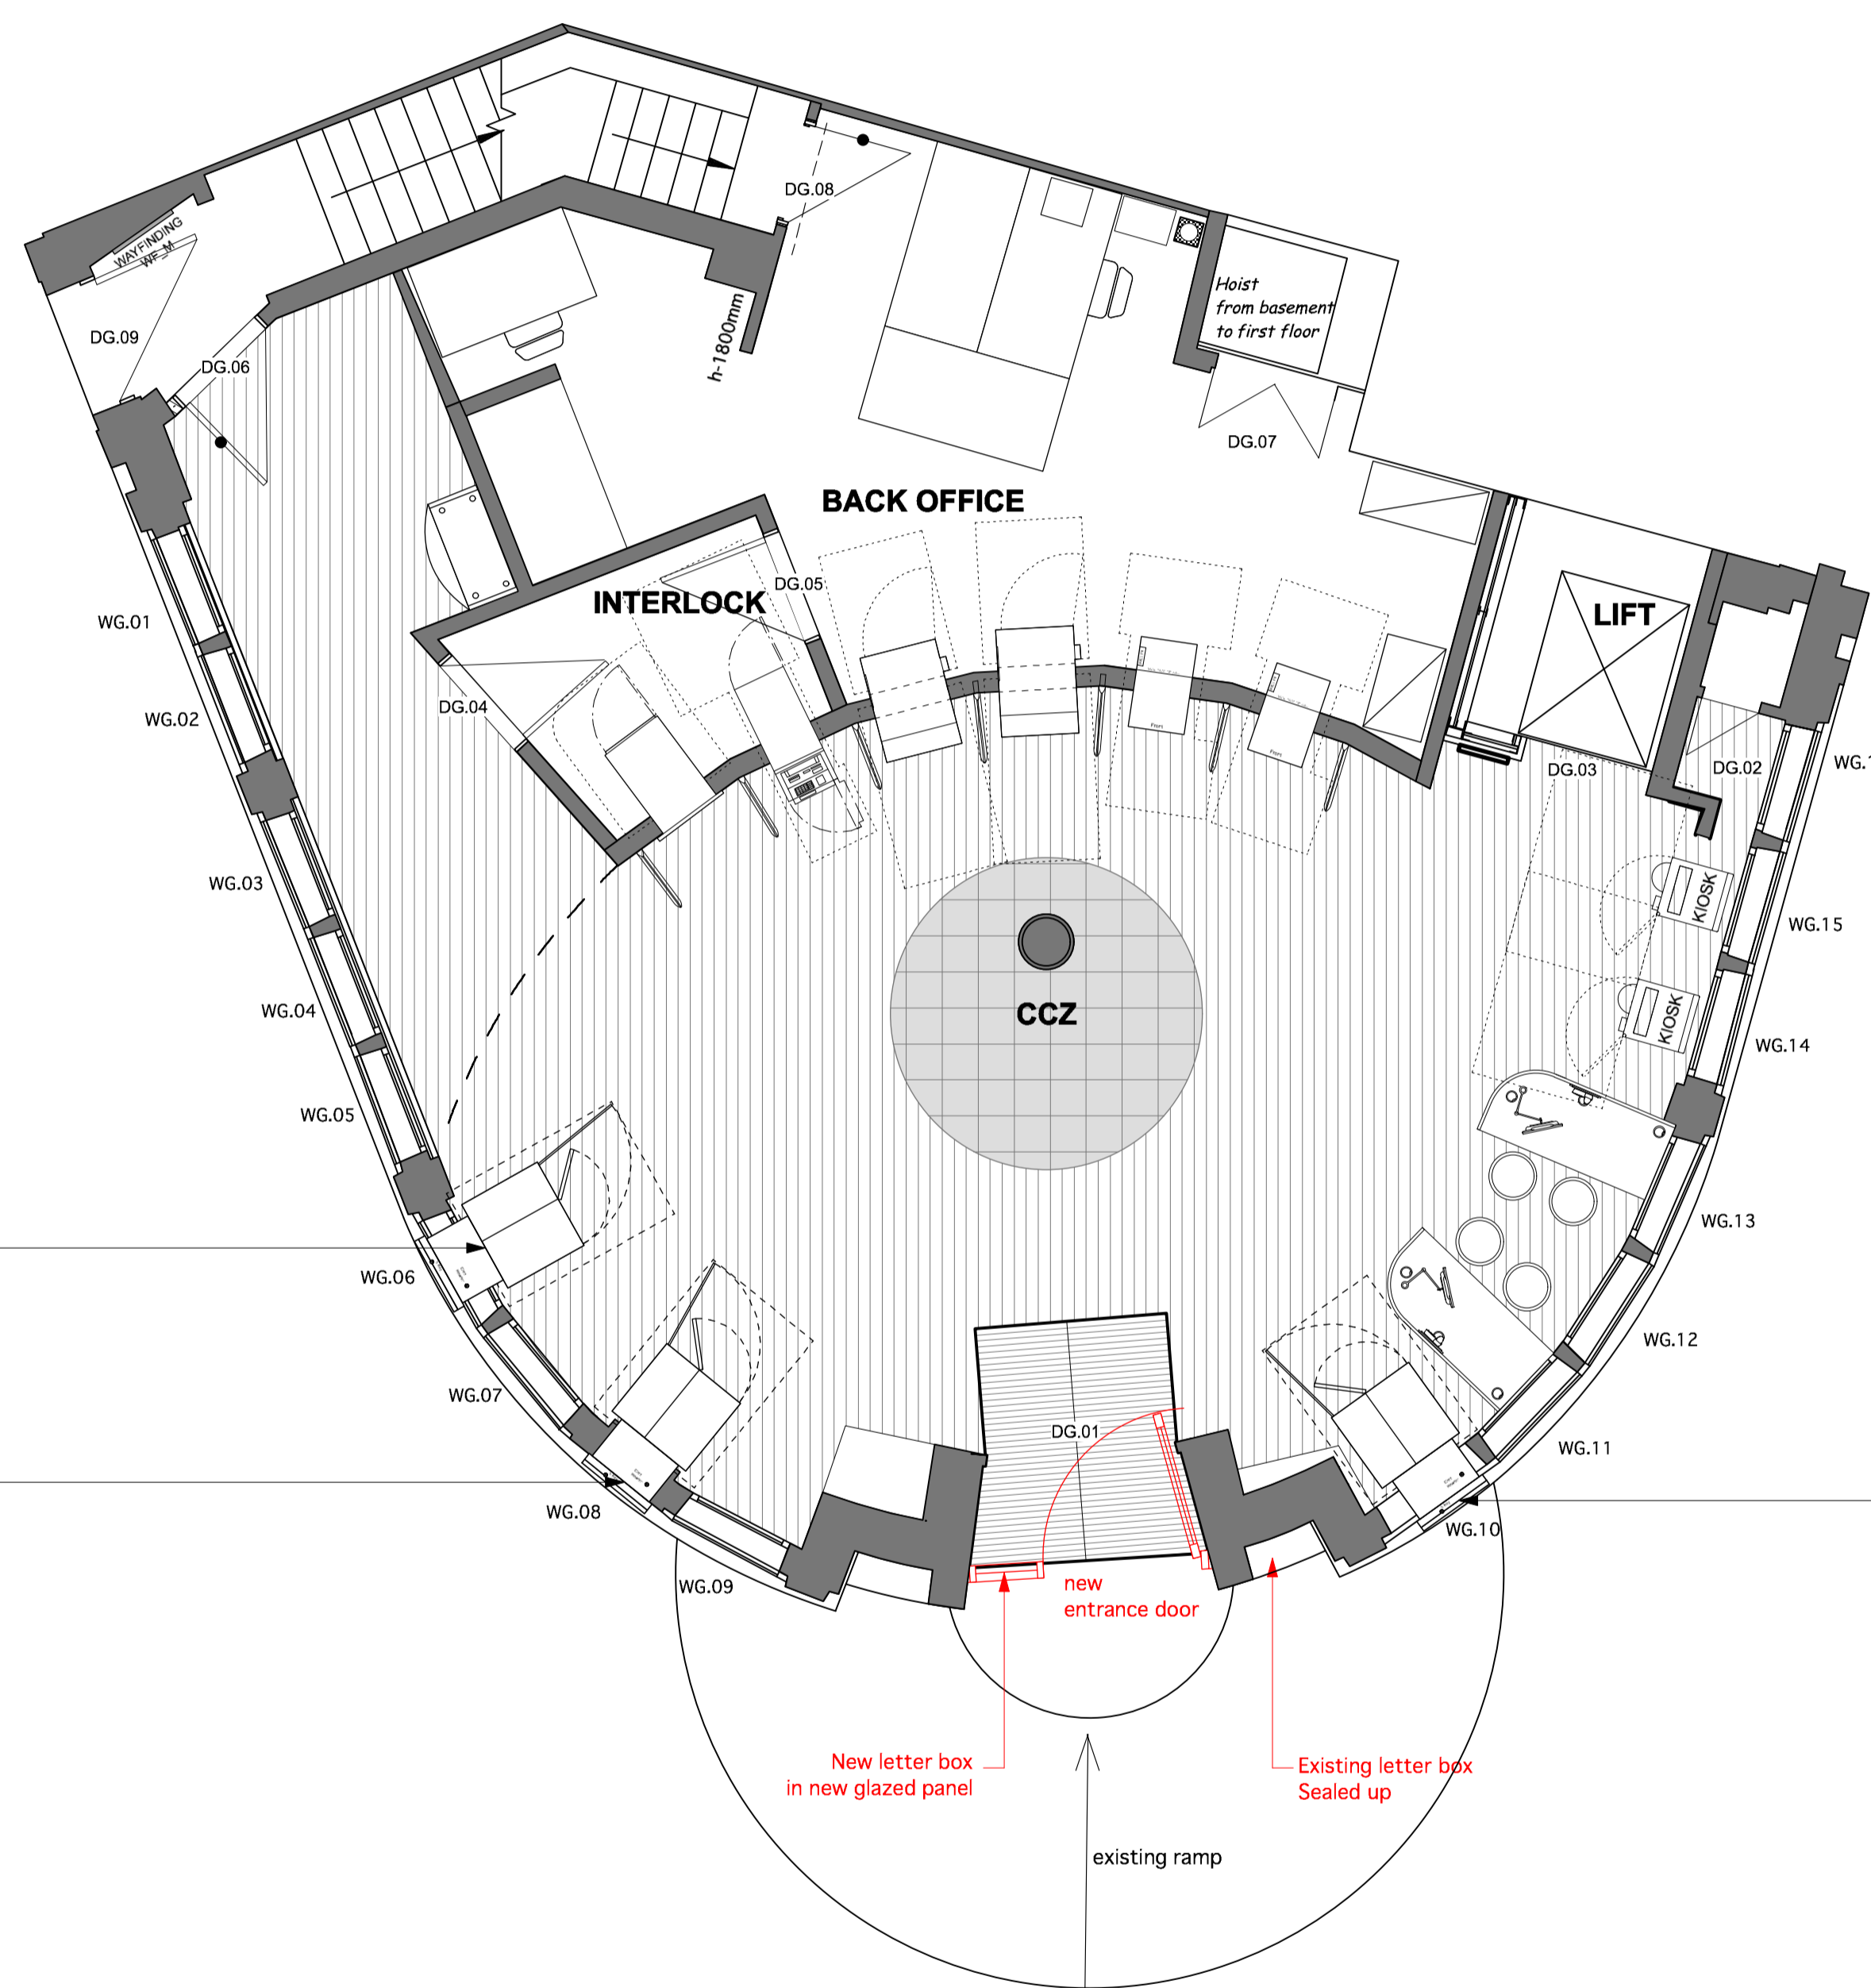 DG.08
WAYFINDING
WF_M
Hoist
from basement
to first floor
h-1800mm
DG.09
DG.06
DG.07
BACK OFFICE
DG.05
INTERLOCK
LIFT
WG.01
DG.04
WG.02
DG.03
DG.02
WG.1
WG.03
KIOSK
WG.15
WG.04
CCZ
KIOSK
WG.14
WG.05
WG.13
WG.06
WG.12
WG.07
DG.01
WG.11
WG.08
WG.10
WG.09
new
entrance door
New letter box
in new glazed panel
Existing letter box
Sealed up
existing ramp
Front
Front